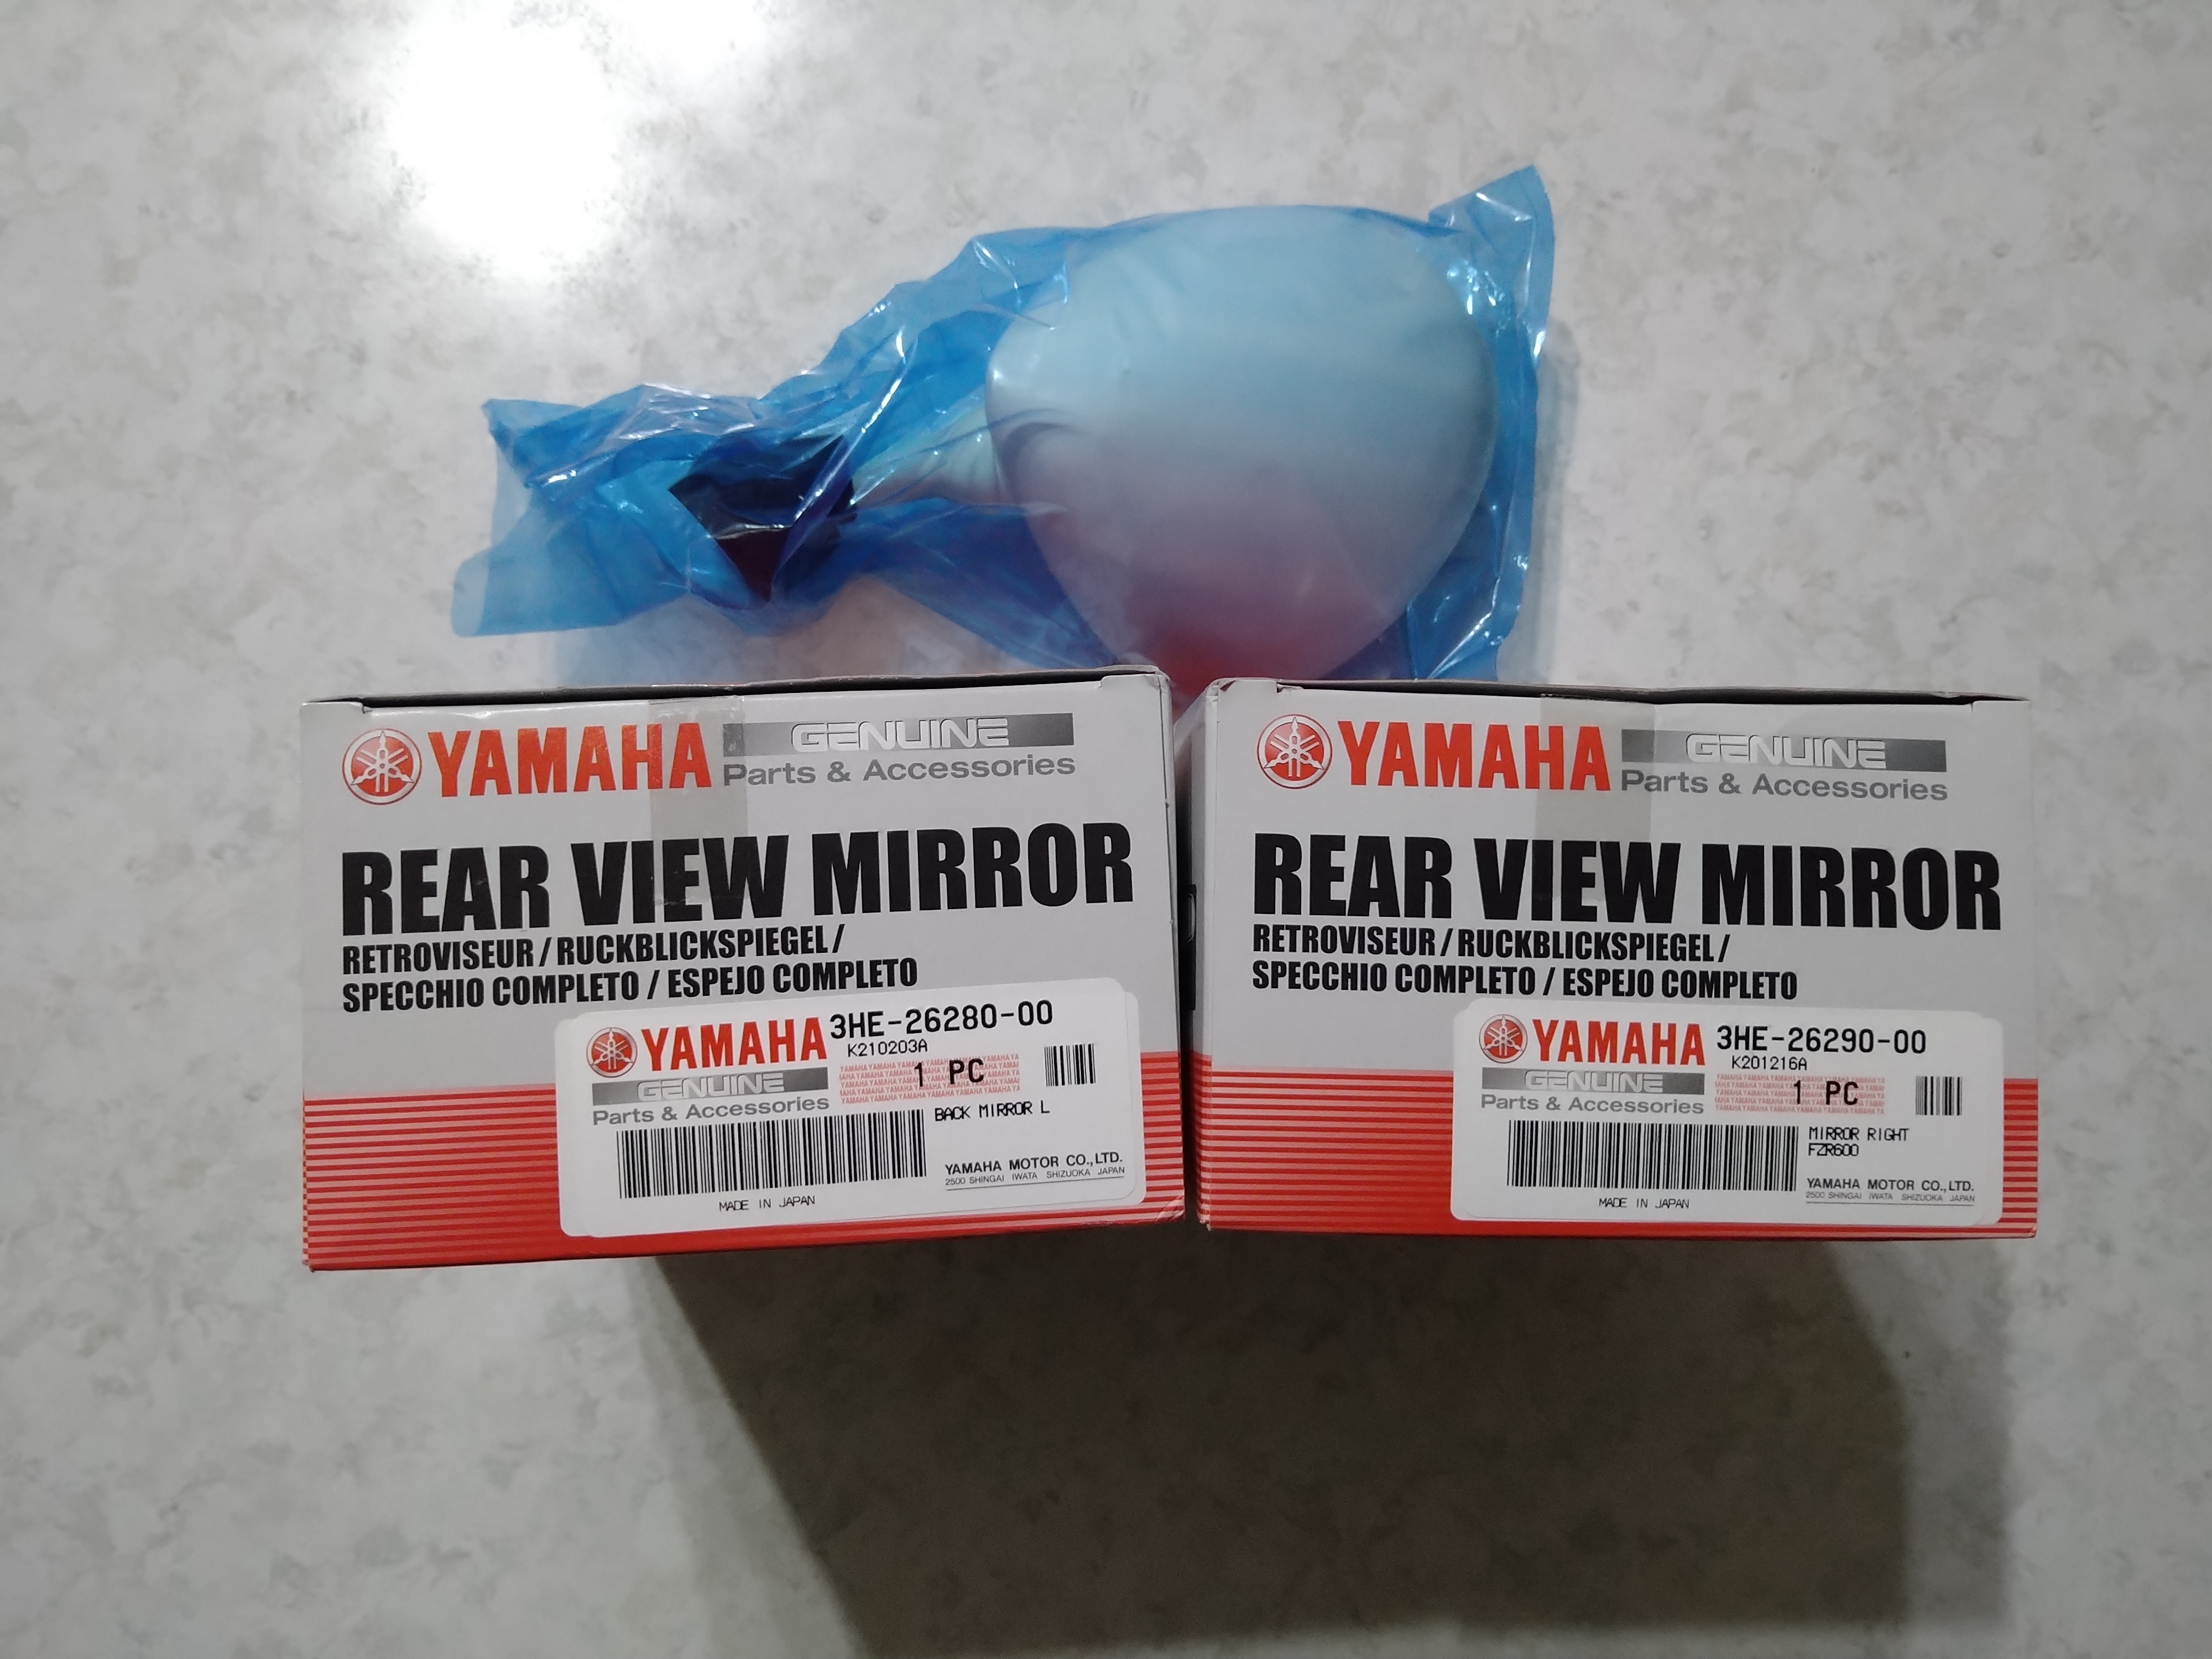 YAMAHA GENUINE
Parts & Accessories
REAR VIEW MIRROR
RETROVISEUR / RUCKBLICKSPIEGEL /
SPECCHIO COMPLETO / ESPEJO COMPLETO
YAMAHA 3HE-26280-00
K210203A
GENUINE
1 PC
Parts & Accessories
BACK MIRROR L
YAMAHA MOTOR CO.,LTD.
2500 SHINGAI IWATA SHIZUOKA JAPAN
MADE IN JAPAN
YAMAHA GENUINE
Parts & Accessories
REAR VIEW MIRROR
RETROVISEUR / RUCKBLICKSPIEGEL /
SPECCHIO COMPLETO / ESPEJO COMPLETO
YAMAHA 3HE-26290-00
K201216A
GENUINE
1 PC
Parts & Accessories
MIRROR RIGHT
FZR600
YAMAHA MOTOR CO.,LTD.
2500 SHINGAI IWATA SHIZUOKA JAPAN
MADE IN JAPAN